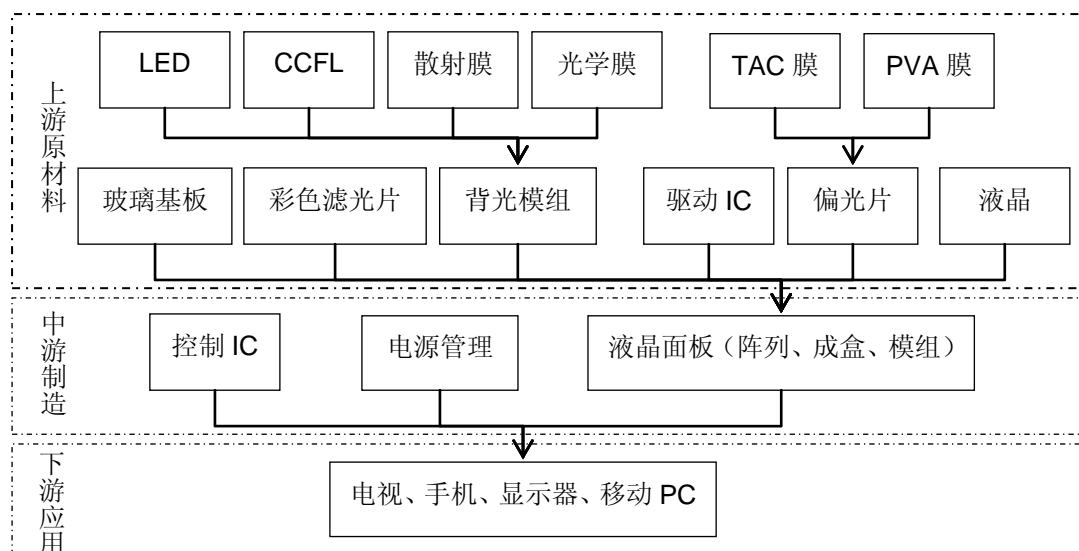 上游原材料
LED
CCFL
散射膜
光学膜
TAC 膜
PVA 膜
玻璃基板
彩色滤光片
背光模组
驱动 IC
偏光片
液晶
中游制造
控制 IC
电源管理
液晶面板（阵列、成盒、模组）
下游应用
电视、手机、显示器、移动 PC